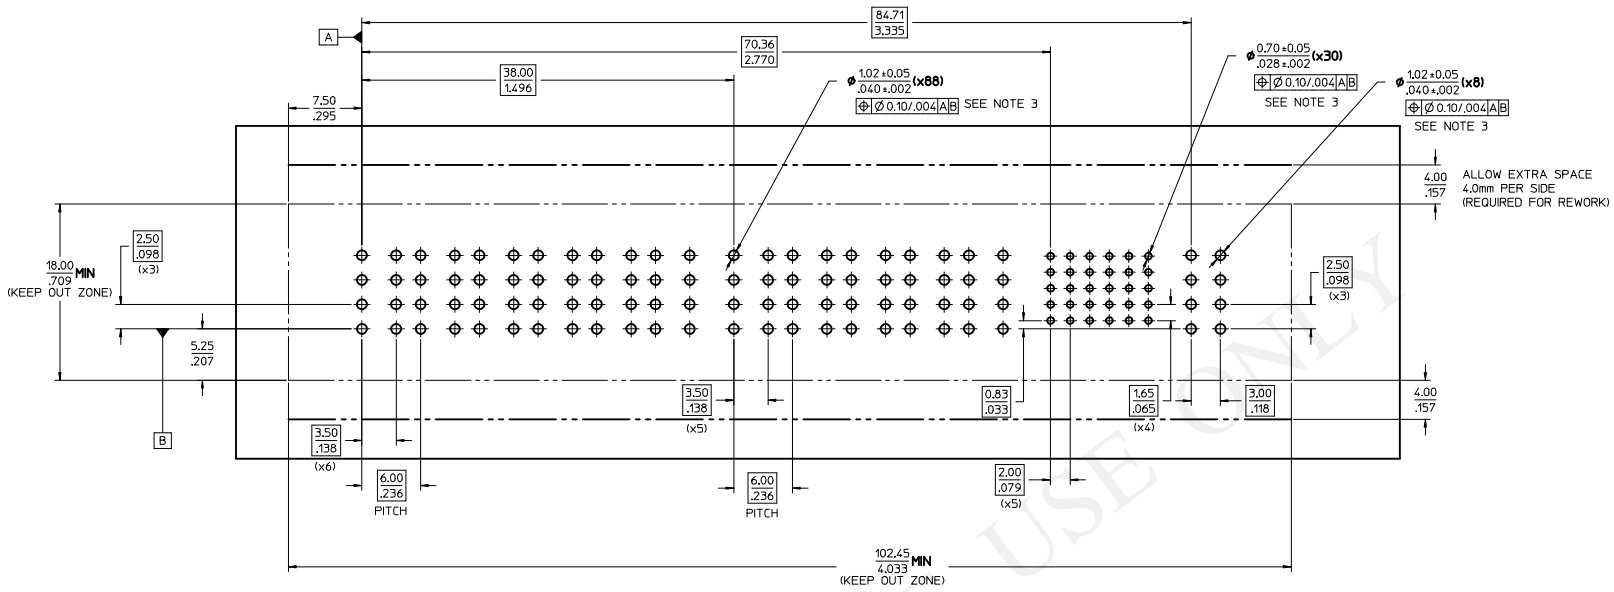 84.71
3.335
A
70.36
2.770
38.00
1.496
7.50
.295
ø 1.02 ±0.05 (x88)
.040 ±.002
⌖ Ø 0.10/.004 A B SEE NOTE 3
ø 0.70 ±0.05 (x30)
.028 ±.002
⌖ Ø 0.10/.004 A B
SEE NOTE 3
ø 1.02 ±0.05 (x8)
.040 ±.002
⌖ Ø 0.10/.004 A B
SEE NOTE 3
4.00
.157
ALLOW EXTRA SPACE
4.0mm PER SIDE
(REQUIRED FOR REWORK)
2.50
.098
(x3)
18.00 MIN
.709
(KEEP OUT ZONE)
2.50
.098
(x3)
5.25
.207
B
3.50
.138
(x6)
6.00
.236
PITCH
3.50
.138
(x5)
6.00
.236
PITCH
0.83
.033
1.65
.065
(x4)
3.00
.118
4.00
.157
2.00
.079
(x5)
102.45 MIN
4.033
(KEEP OUT ZONE)
USE ONLY